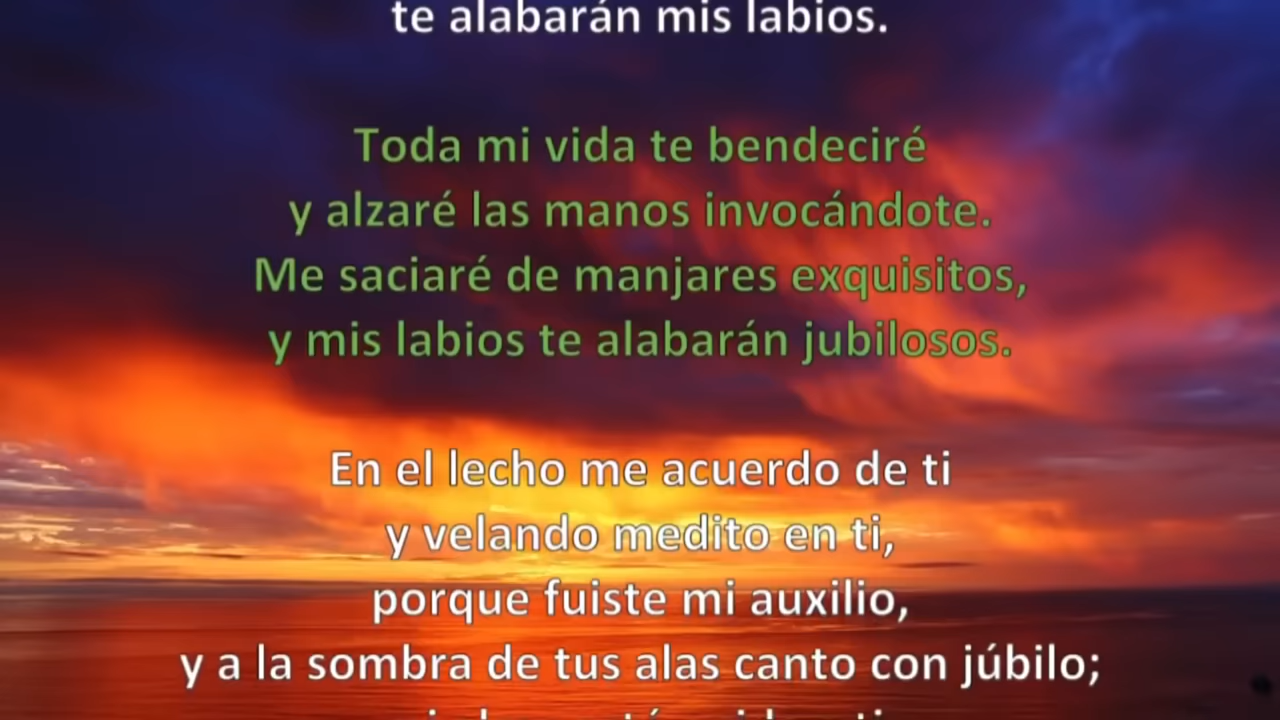 te alabarán mis labios.
Toda mi vida te bendeciré
y alzaré las manos invocándote.
Me saciaré de manjares exquisitos,
y mis labios te alabarán jubilosos.
En el lecho me acuerdo de ti
y velando medito en ti,
porque fuiste mi auxilio,
y a la sombra de tus alas canto con júbilo;